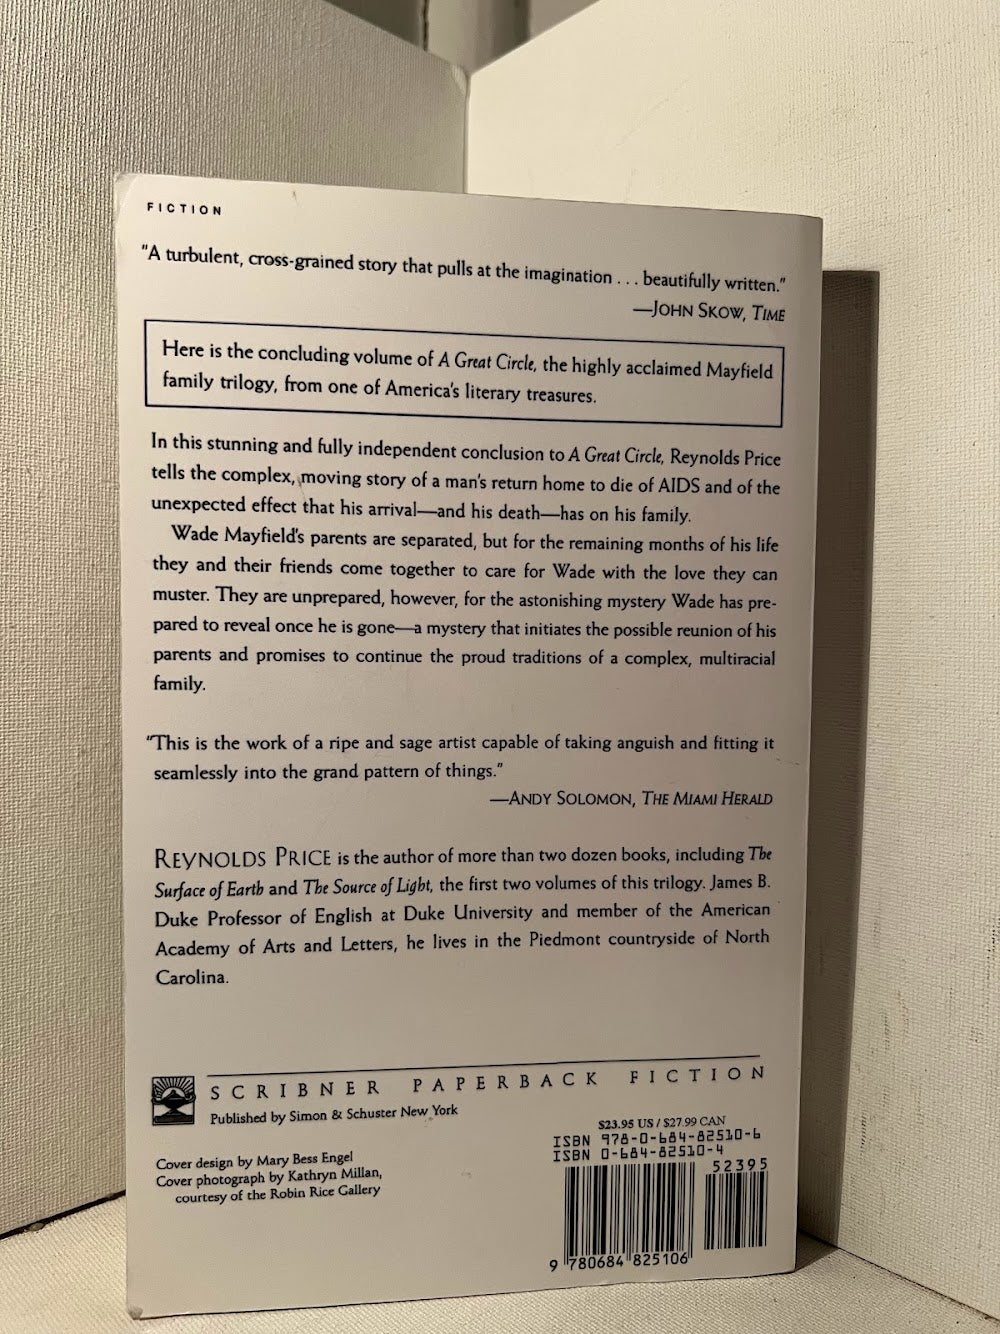 FICTION
"A turbulent, cross-grained story that pulls at the imagination . . . beautifully written."
—JOHN SKOW, TIME
Here is the concluding volume of A Great Circle, the highly acclaimed Mayfield
family trilogy, from one of America's literary treasures.
In this stunning and fully independent conclusion to A Great Circle, Reynolds Price
tells the complex, moving story of a man's return home to die of AIDS and of the
unexpected effect that his arrival—and his death—has on his family.
Wade Mayfield's parents are separated, but for the remaining months of his life
they and their friends come together to care for Wade with the love they can
muster. They are unprepared, however, for the astonishing mystery Wade has pre-
pared to reveal once he is gone—a mystery that initiates the possible reunion of his
parents and promises to continue the proud traditions of a complex, multiracial
family.
"This is the work of a ripe and sage artist capable of taking anguish and fitting it
seamlessly into the grand pattern of things."
—ANDY SOLOMON, THE MIAMI HERALD
REYNOLDS PRICE is the author of more than two dozen books, including The
Surface of Earth and The Source of Light, the first two volumes of this trilogy. James B.
Duke Professor of English at Duke University and member of the American
Academy of Arts and Letters, he lives in the Piedmont countryside of North
Carolina.
SCRIBNER PAPERBACK FICTION
Published by Simon & Schuster New York
Cover design by Mary Bess Engel
Cover photograph by Kathryn Millan,
courtesy of the Robin Rice Gallery
$23.95 US / $27.99 CAN
ISBN 978-0-684-82510-6
ISBN 0-684-82510-4
52395
9 780684 825106